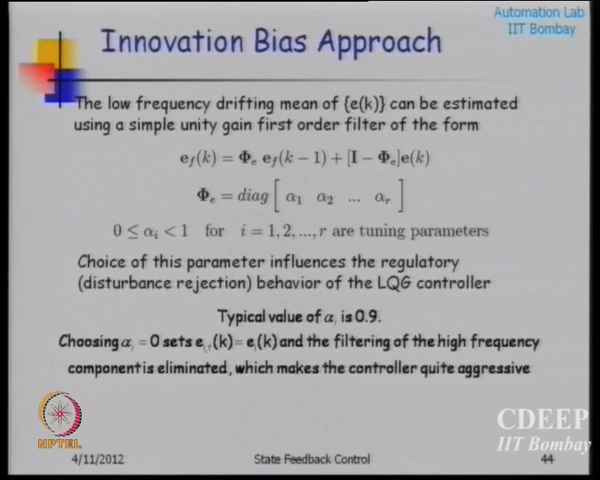 Automation Lab
IIT Bombay
Innovation Bias Approach
The low frequency drifting mean of {e(k)} can be estimated
using a simple unity gain first order filter of the form
e_f(k) = Φ_e e_f(k − 1) + [I − Φ_e]e(k)
Φ_e = diag [ α₁ α₂ ... α_r ]
0 ≤ α_i < 1 for i = 1, 2, ..., r are tuning parameters
Choice of this parameter influences the regulatory
(disturbance rejection) behavior of the LQG controller
Typical value of α_i is 0.9.
Choosing α_i = 0 sets e_{i,f}(k) = e_i(k) and the filtering of the high frequency
component is eliminated, which makes the controller quite aggressive
NPTEL
CDEEP
IIT Bombay
4/11/2012 State Feedback Control 44